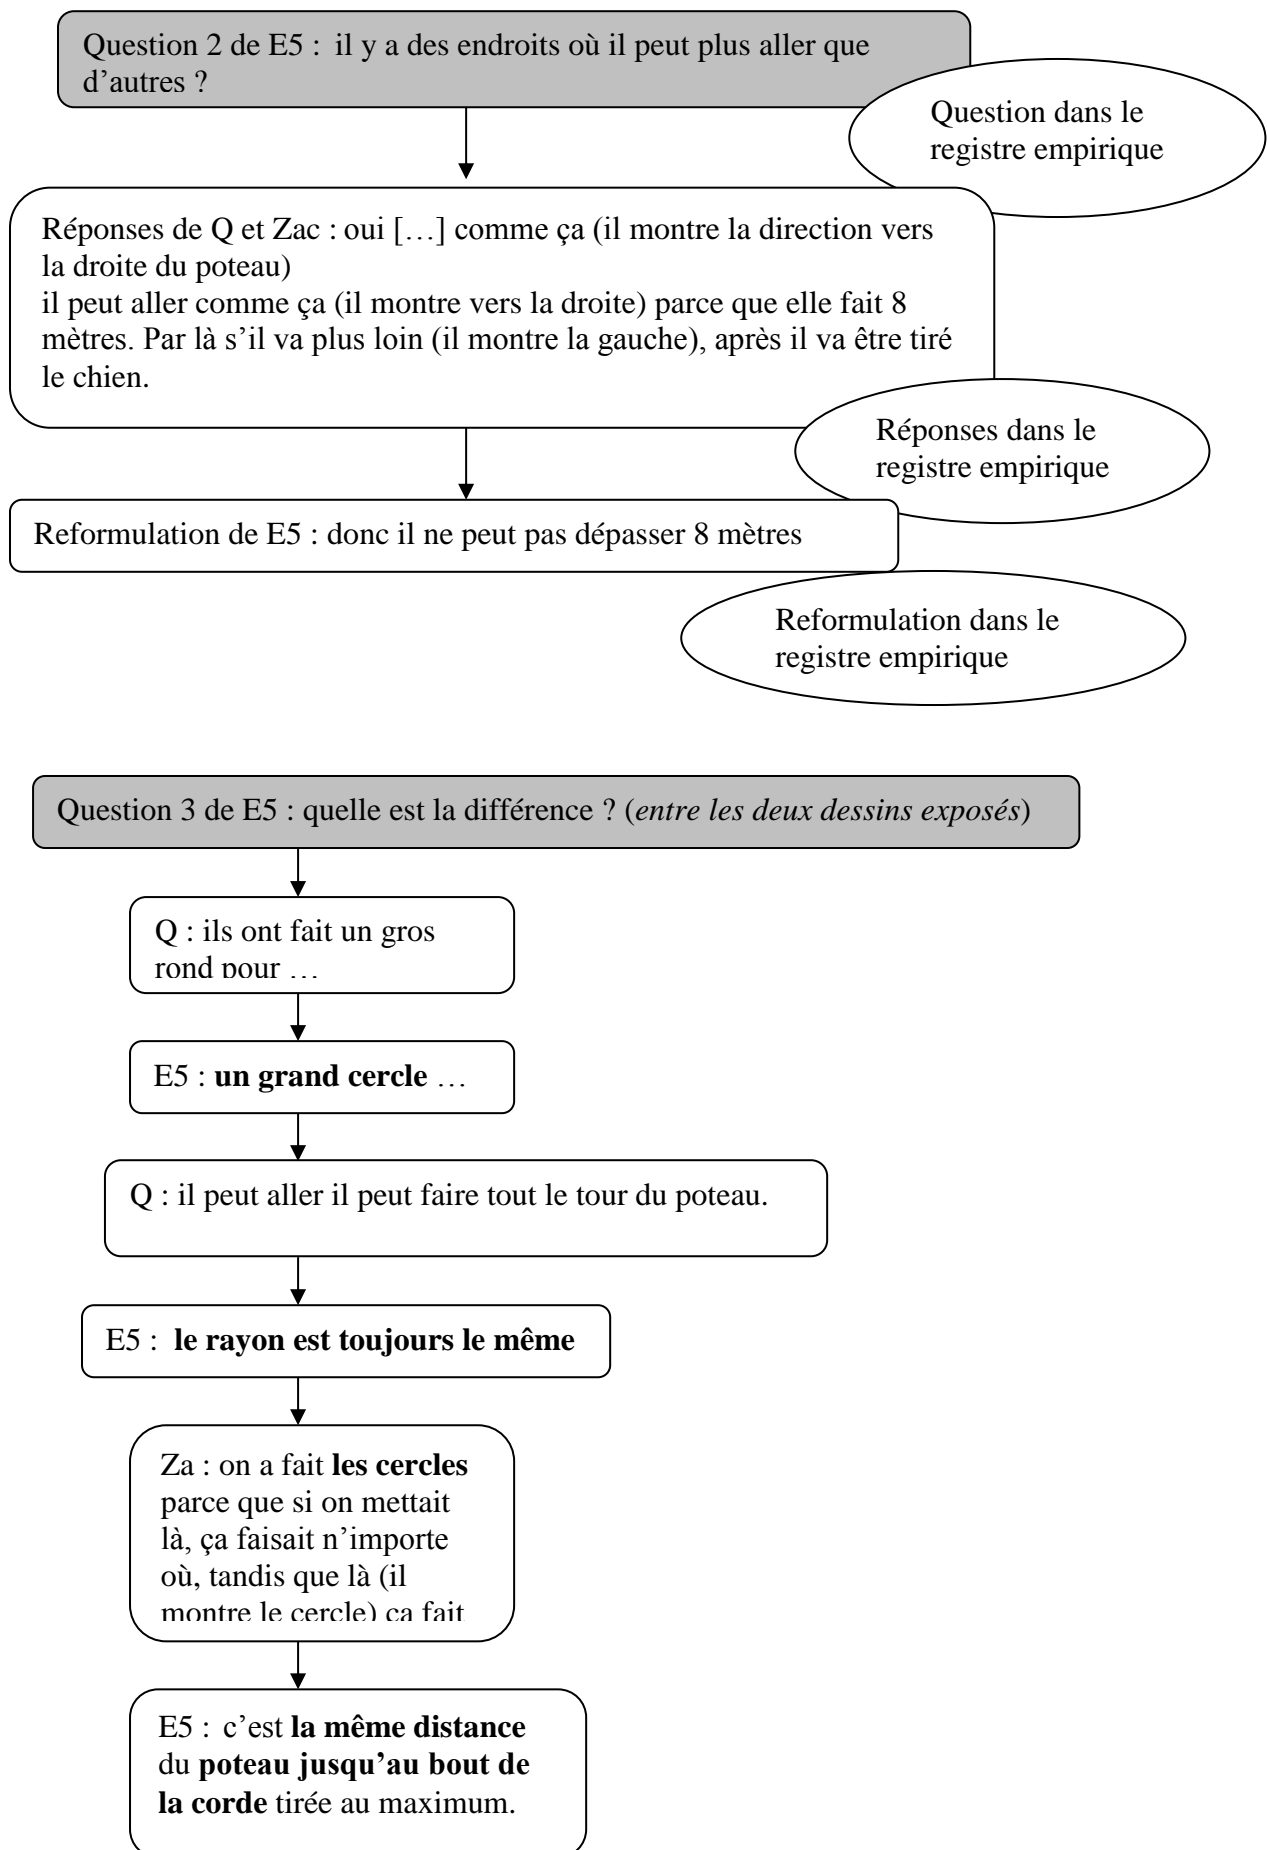 Question 2 de E5 : il y a des endroits où il peut plus aller que
d’autres ?
Question dans le
registre empirique
Réponses de Q et Zac : oui […] comme ça (il montre la direction vers
la droite du poteau)
il peut aller comme ça (il montre vers la droite) parce que elle fait 8
mètres. Par là s’il va plus loin (il montre la gauche), après il va être tiré
le chien.
Réponses dans le
registre empirique
Reformulation de E5 : donc il ne peut pas dépasser 8 mètres
Reformulation dans le
registre empirique
Question 3 de E5 : quelle est la différence ? (entre les deux dessins exposés)
Q : ils ont fait un gros
rond pour …
E5 : un grand cercle …
Q : il peut aller il peut faire tout le tour du poteau.
E5 : le rayon est toujours le même
Za : on a fait les cercles
parce que si on mettait
là, ça faisait n’importe
où, tandis que là (il
montre le cercle) ça fait
E5 : c’est la même distance
du poteau jusqu’au bout de
la corde tirée au maximum.